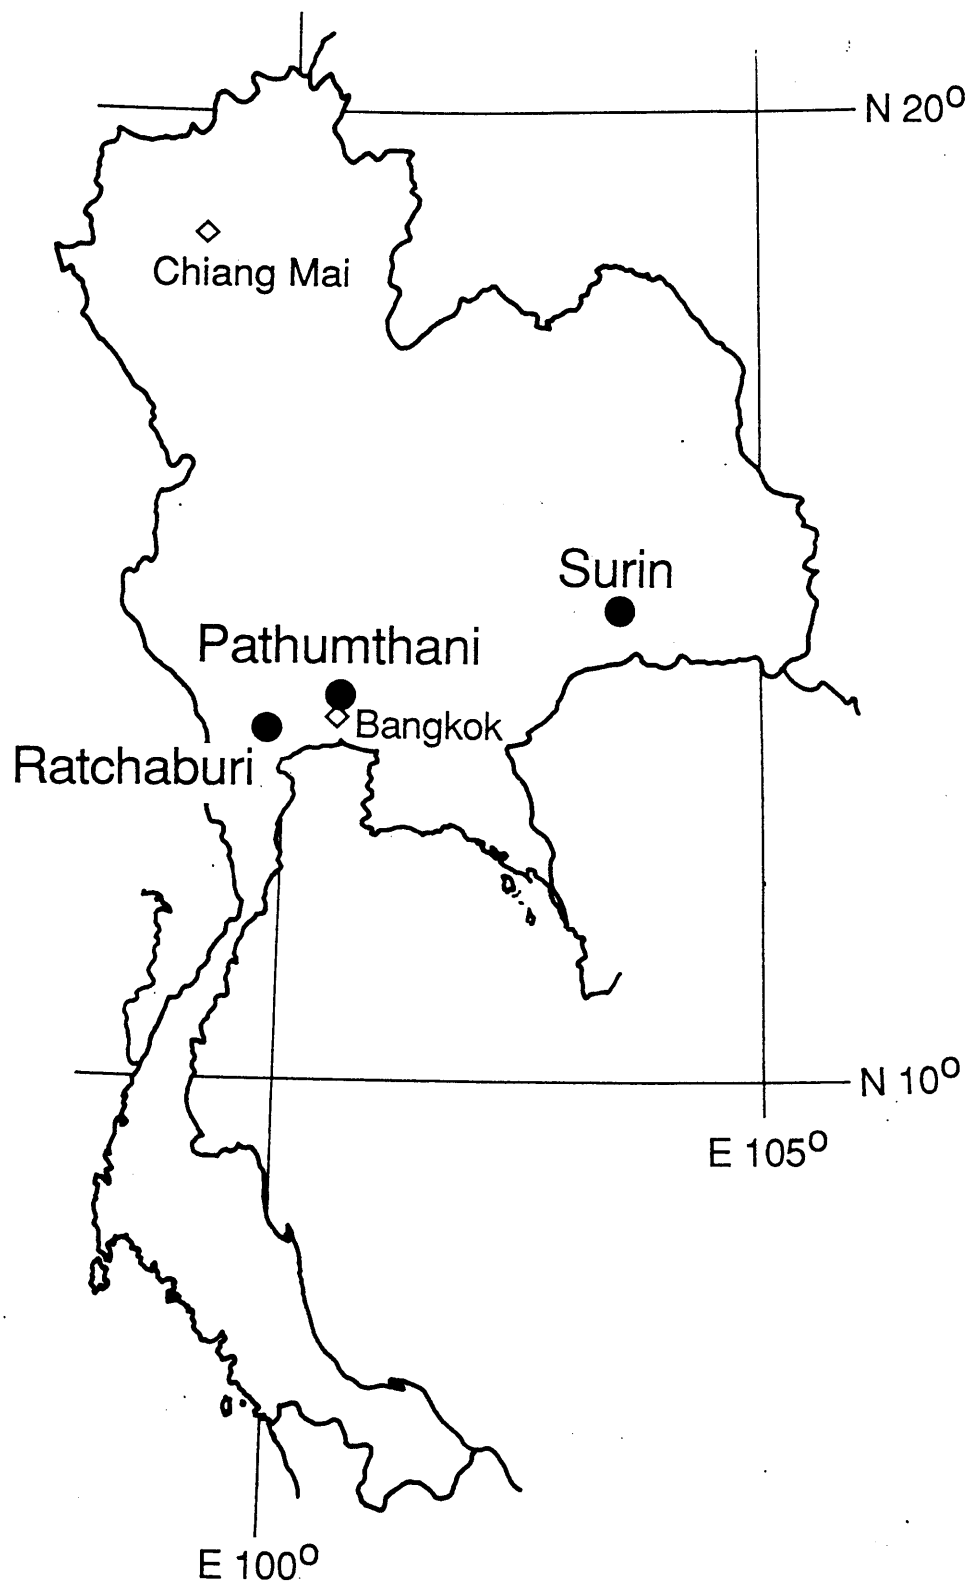 N 20°
Chiang Mai
Surin
Pathumthani
Bangkok
Ratchaburi
N 10°
E 105°
E 100°